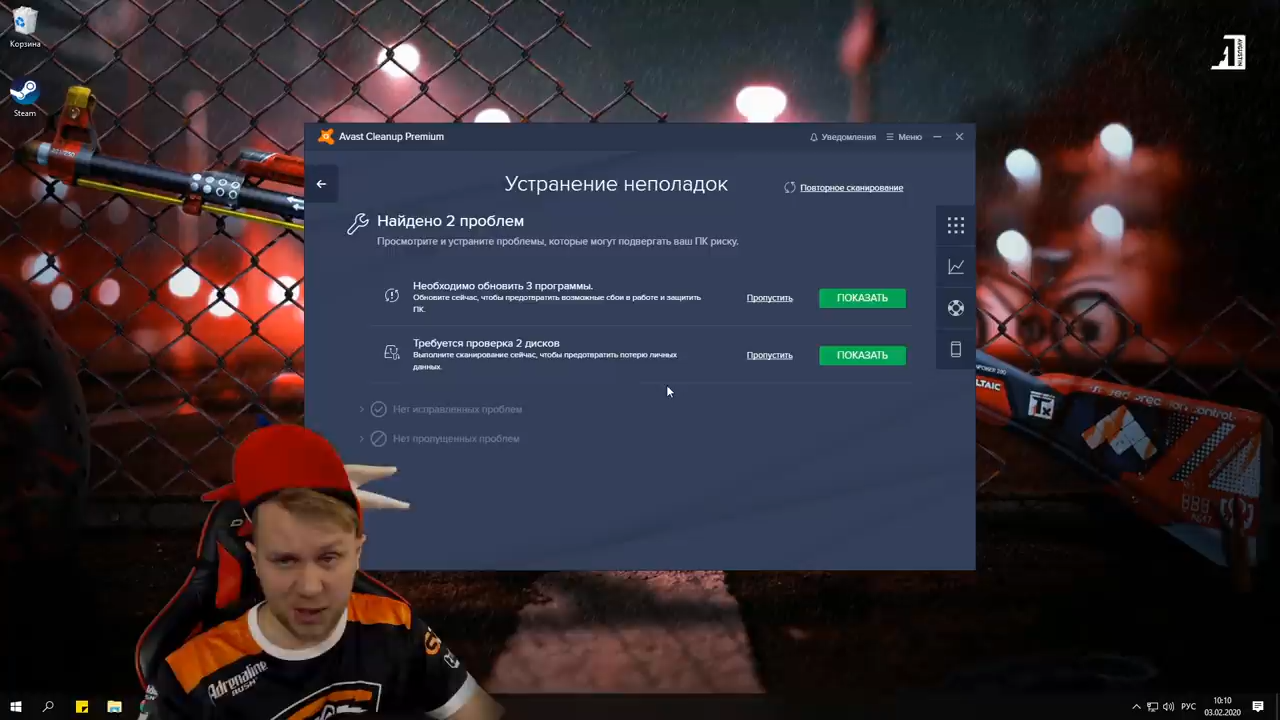 Корзина
Steam
AUGUSTIN
Avast Cleanup Premium
Уведомления
Меню
Устранение неполадок
Повторное сканирование
Найдено 2 проблем
Просмотрите и устраните проблемы, которые могут подвергать ваш ПК риску.
Необходимо обновить 3 программы.
Обновите сейчас, чтобы предотвратить возможные сбои в работе и защитить
ПК.
Пропустить
ПОКАЗАТЬ
Требуется проверка 2 дисков
Выполните сканирование сейчас, чтобы предотвратить потерю личных
данных.
Пропустить
ПОКАЗАТЬ
Нет исправленных проблем
Нет пропущенных проблем
Adrenaline
RUSH
РУС
10:10
03.02.2020